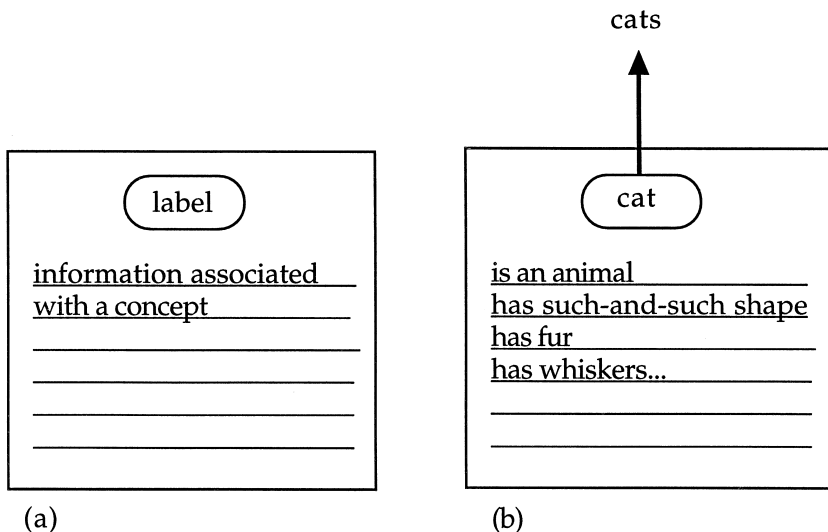 label
information associated
with a concept
(a)
cats
cat
is an animal
has such-and-such shape
has fur
has whiskers...
(b)